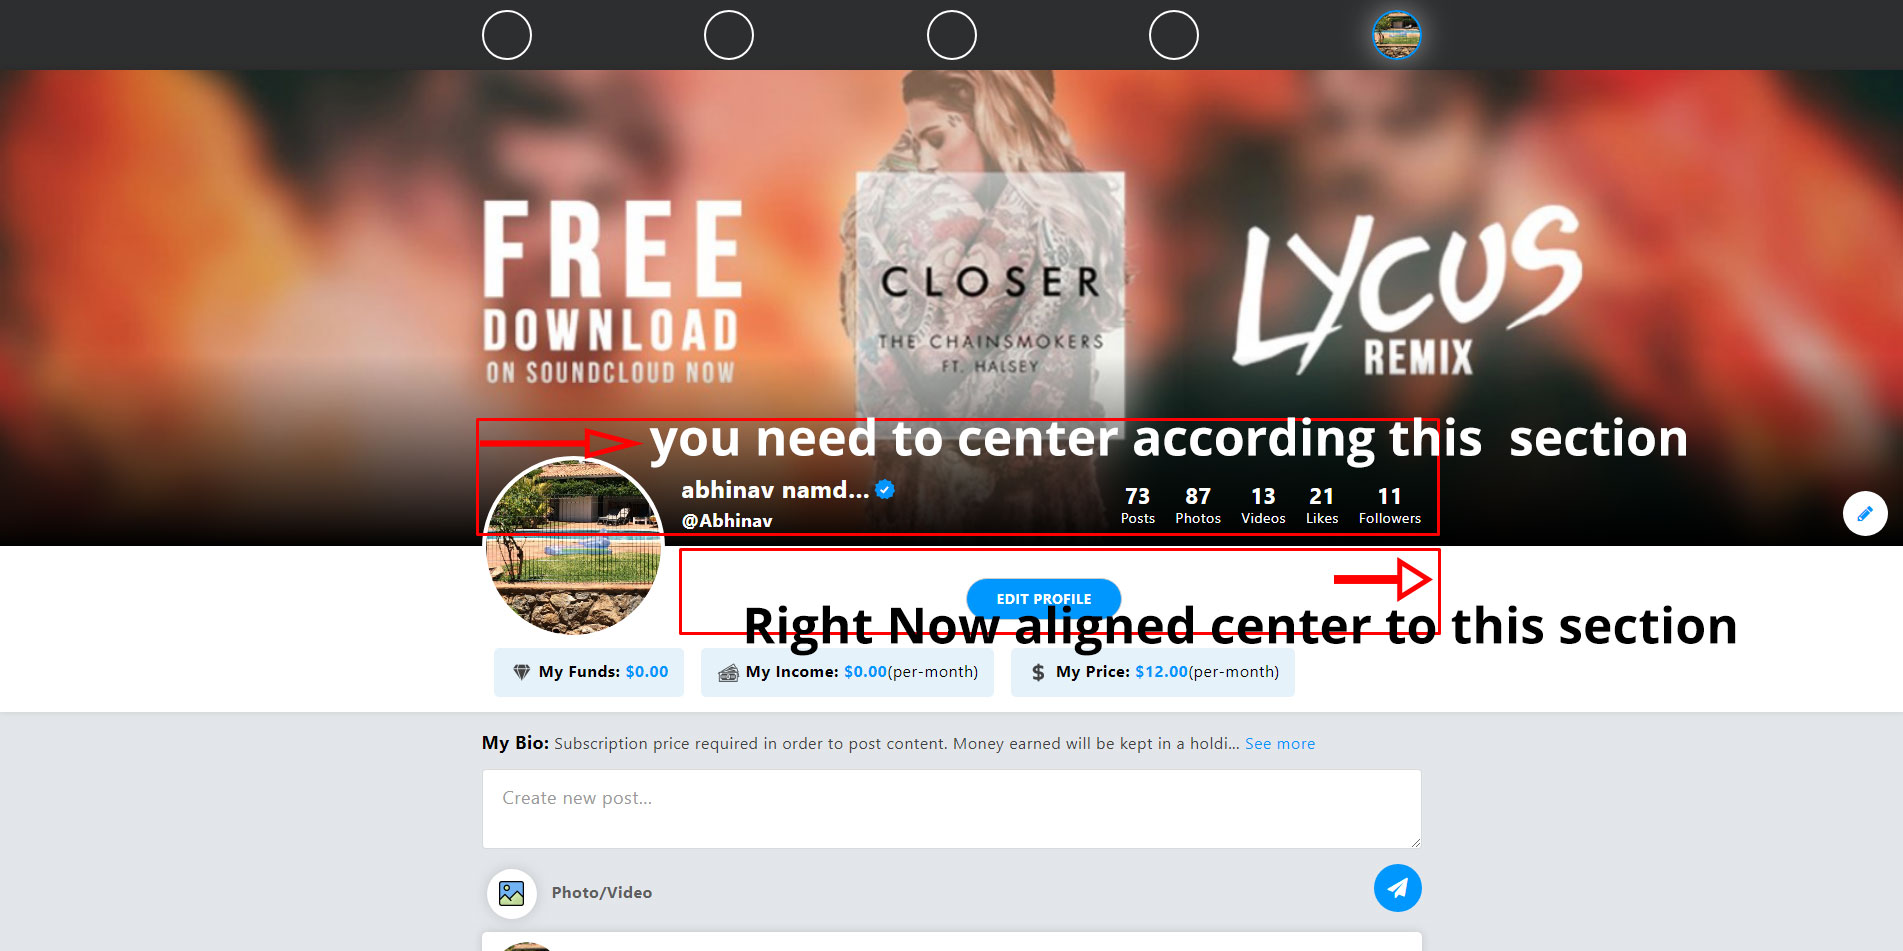 FREE
DOWNLOAD
ON SOUNDCLOUD NOW
CLOSER
THE CHAINSMOKERS
FT. HALSEY
LYCUS
REMIX
you need to center according this section
abhinav namd...
@Abhinav
73 87 13 21 11
Posts Photos Videos Likes Followers
EDIT PROFILE
Right Now aligned center to this section
My Funds: $0.00 My Income: $0.00(per-month) $ My Price: $12.00(per-month)
My Bio: Subscription price required in order to post content. Money earned will be kept in a holdi... See more
Create new post...
Photo/Video